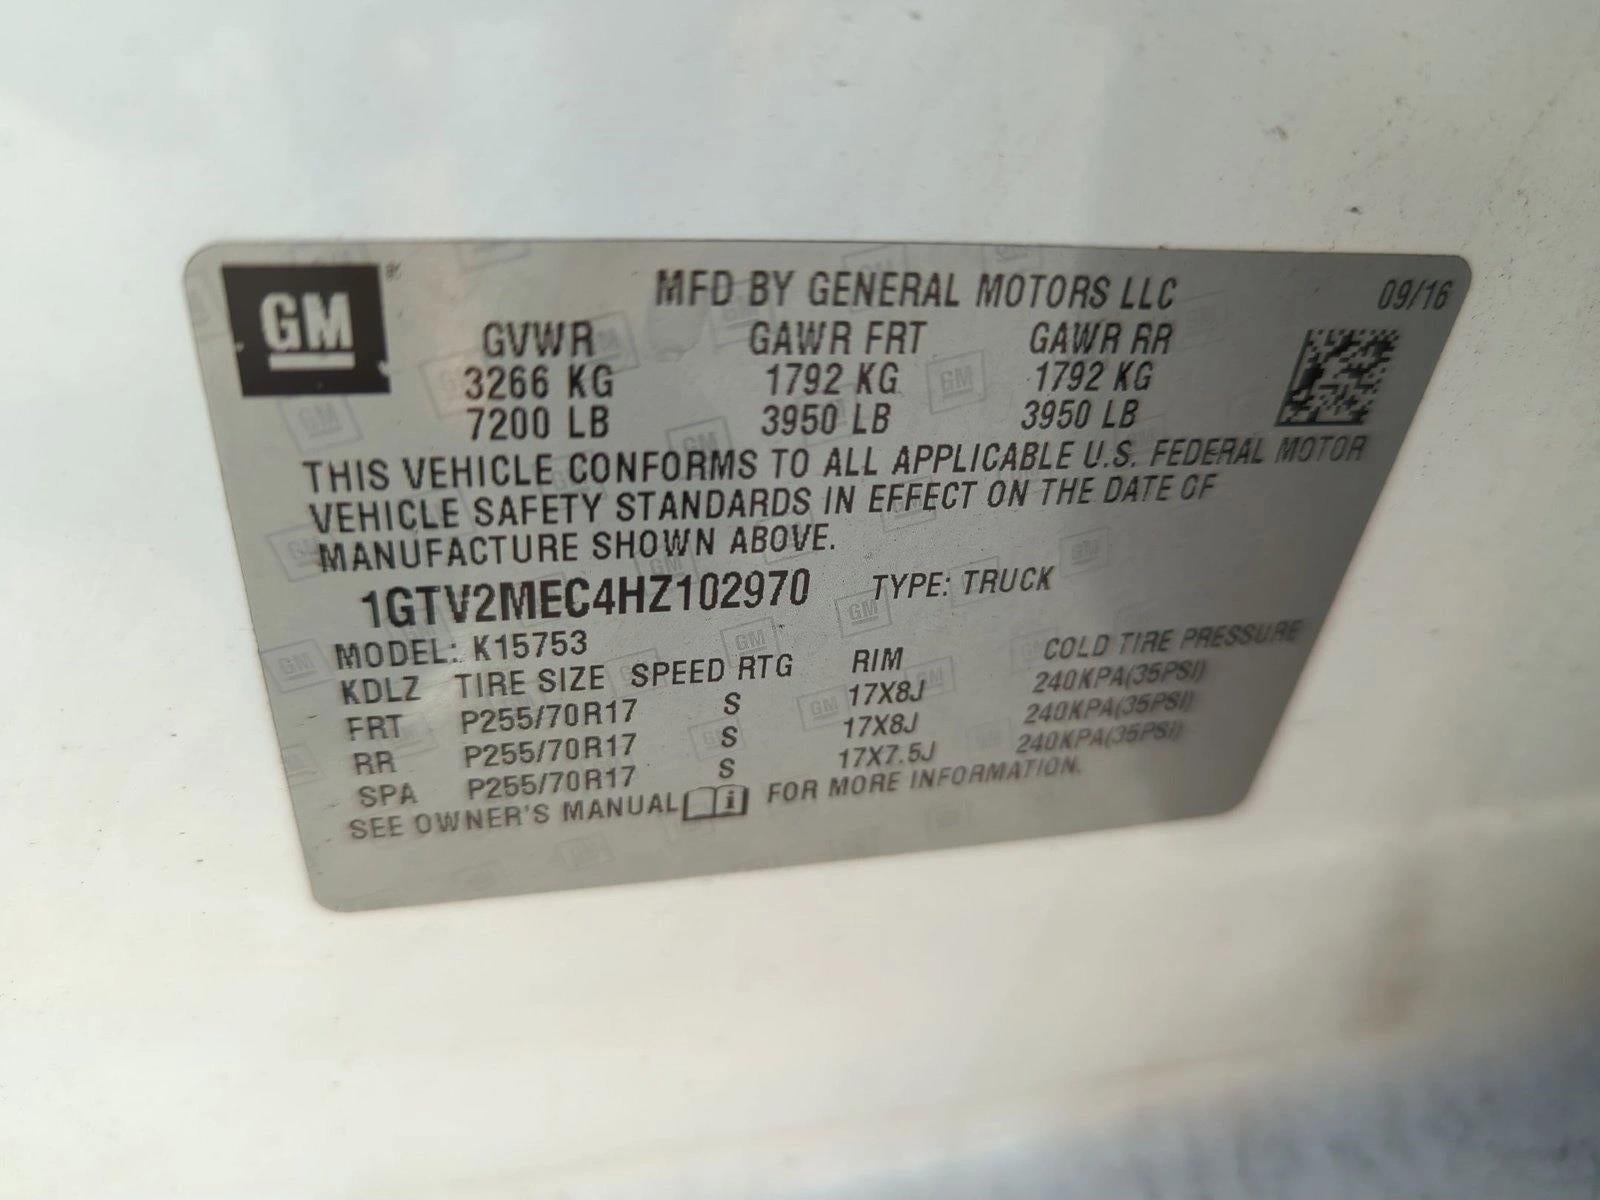 GM
MFD BY GENERAL MOTORS LLC 09/16
GVWR GAWR FRT GAWR RR
3266 KG 1792 KG 1792 KG
7200 LB 3950 LB 3950 LB
THIS VEHICLE CONFORMS TO ALL APPLICABLE U.S. FEDERAL MOTOR
VEHICLE SAFETY STANDARDS IN EFFECT ON THE DATE OF
MANUFACTURE SHOWN ABOVE.
1GTV2MEC4HZ102970 TYPE: TRUCK
MODEL: K15753
KDLZ TIRE SIZE SPEED RTG RIM COLD TIRE PRESSURE
FRT P255/70R17 S 17X8J 240KPA(35PSI)
RR P255/70R17 S 17X8J 240KPA(35PSI)
SPA P255/70R17 S 17X7.5J 240KPA(35PSI)
SEE OWNER'S MANUAL FOR MORE INFORMATION.